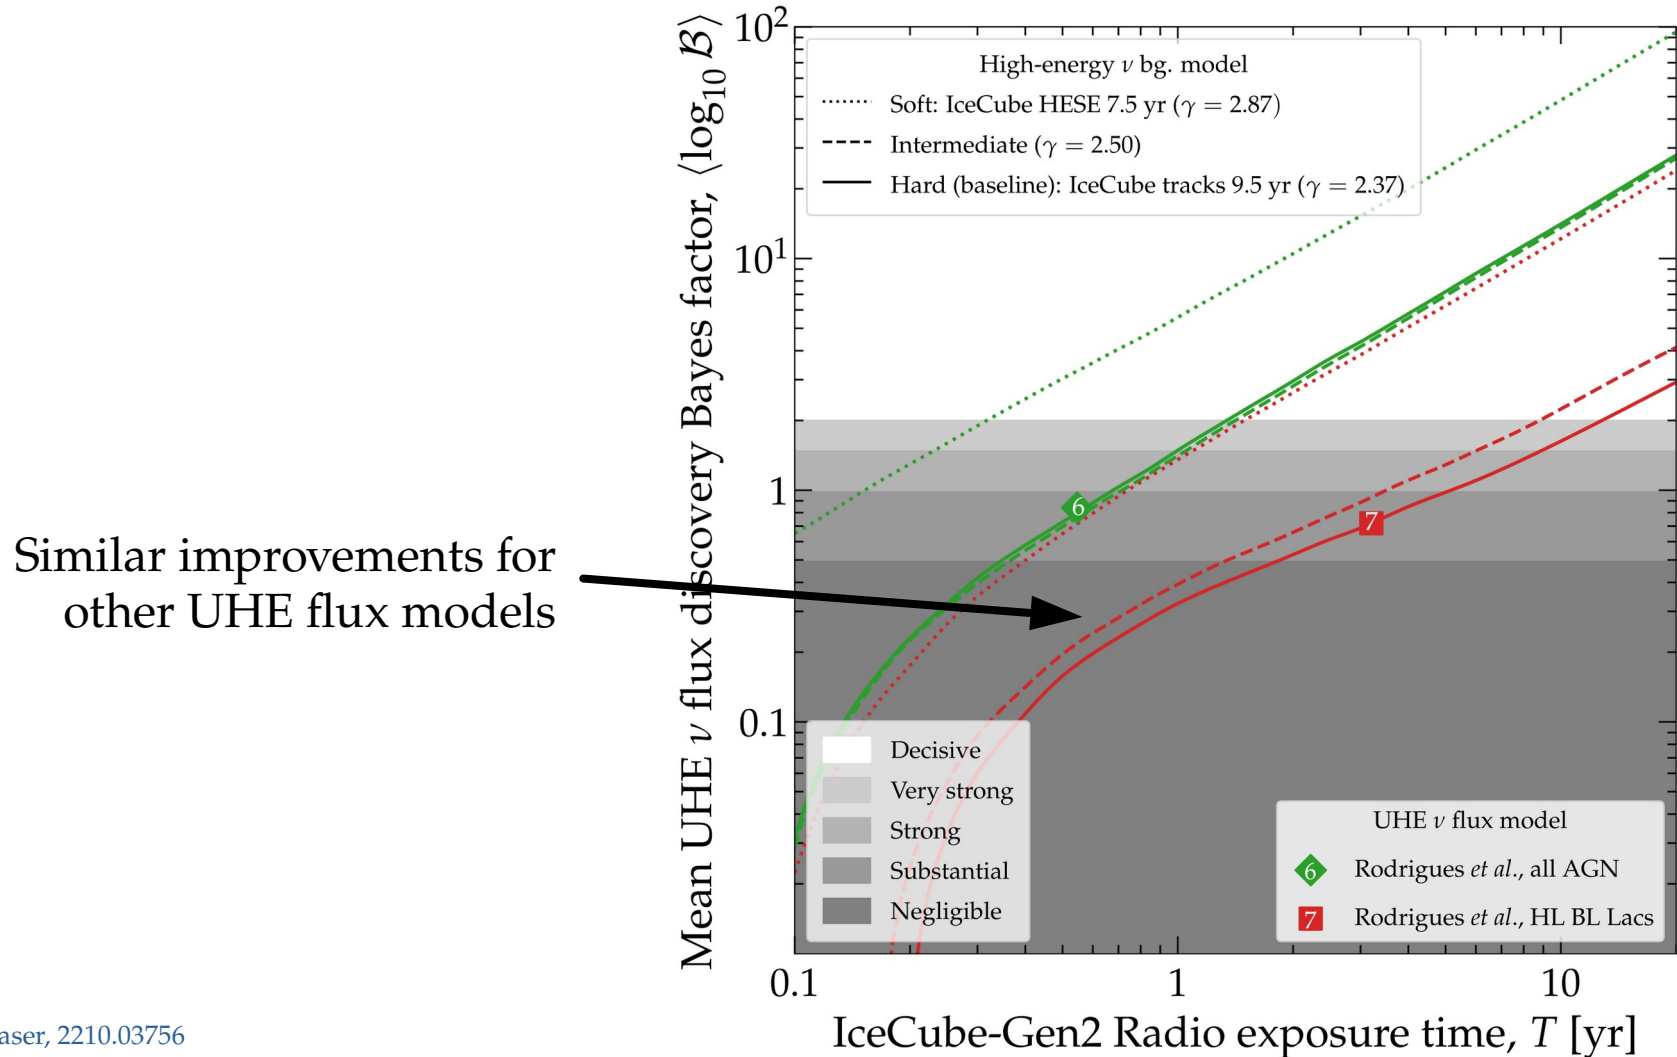 Similar improvements for
other UHE flux models
aser, 2210.03756
Mean UHE ν flux discovery Bayes factor, ⟨log₁₀ ℬ⟩
10²
10¹
1
0.1
High-energy ν bg. model
Soft: IceCube HESE 7.5 yr (γ = 2.87)
Intermediate (γ = 2.50)
Hard (baseline): IceCube tracks 9.5 yr (γ = 2.37)
6
7
Decisive
Very strong
Strong
Substantial
Negligible
UHE ν flux model
6 Rodrigues et al., all AGN
7 Rodrigues et al., HL BL Lacs
0.1 1 10
IceCube-Gen2 Radio exposure time, T [yr]